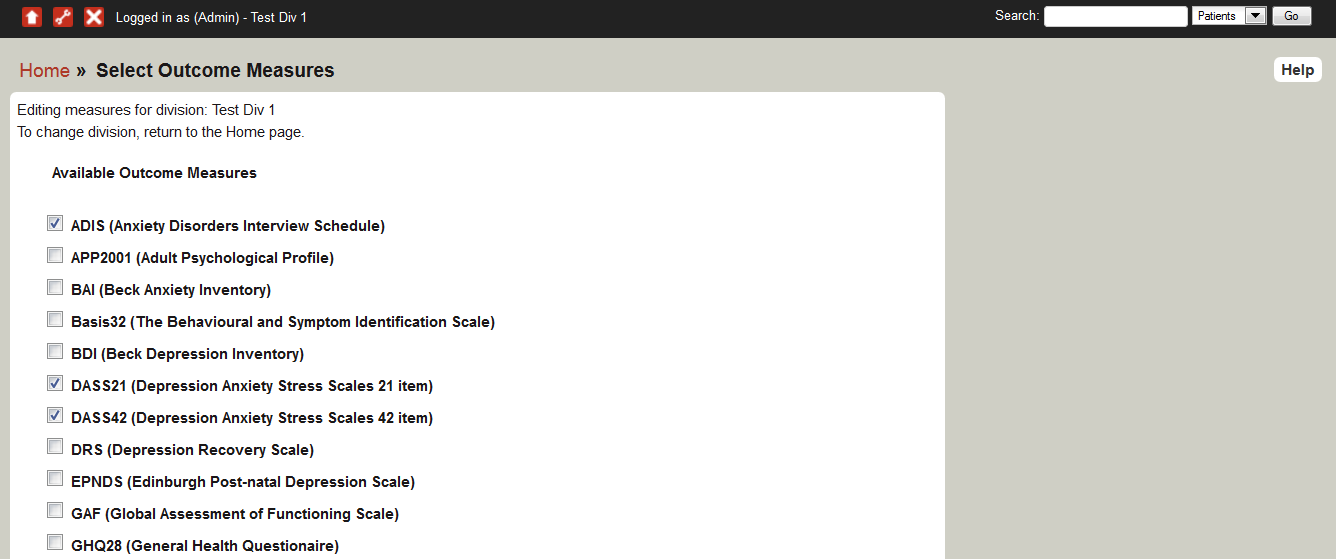 Logged in as (Admin) - Test Div 1
Search: Patients Go
Home » Select Outcome Measures
Help
Editing measures for division: Test Div 1
To change division, return to the Home page.
Available Outcome Measures
ADIS (Anxiety Disorders Interview Schedule)
APP2001 (Adult Psychological Profile)
BAI (Beck Anxiety Inventory)
Basis32 (The Behavioural and Symptom Identification Scale)
BDI (Beck Depression Inventory)
DASS21 (Depression Anxiety Stress Scales 21 item)
DASS42 (Depression Anxiety Stress Scales 42 item)
DRS (Depression Recovery Scale)
EPNDS (Edinburgh Post-natal Depression Scale)
GAF (Global Assessment of Functioning Scale)
GHQ28 (General Health Questionaire)